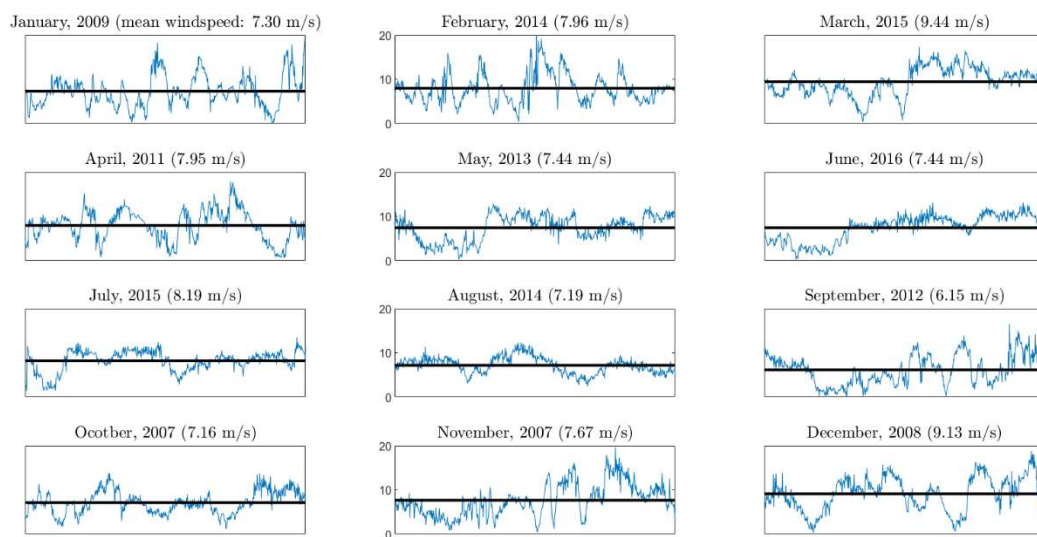 January, 2009 (mean windspeed: 7.30 m/s)
February, 2014 (7.96 m/s)
March, 2015 (9.44 m/s)
20
10
0
April, 2011 (7.95 m/s)
May, 2013 (7.44 m/s)
June, 2016 (7.44 m/s)
20
10
0
July, 2015 (8.19 m/s)
August, 2014 (7.19 m/s)
September, 2012 (6.15 m/s)
20
10
0
Ocotber, 2007 (7.16 m/s)
November, 2007 (7.67 m/s)
December, 2008 (9.13 m/s)
20
10
0